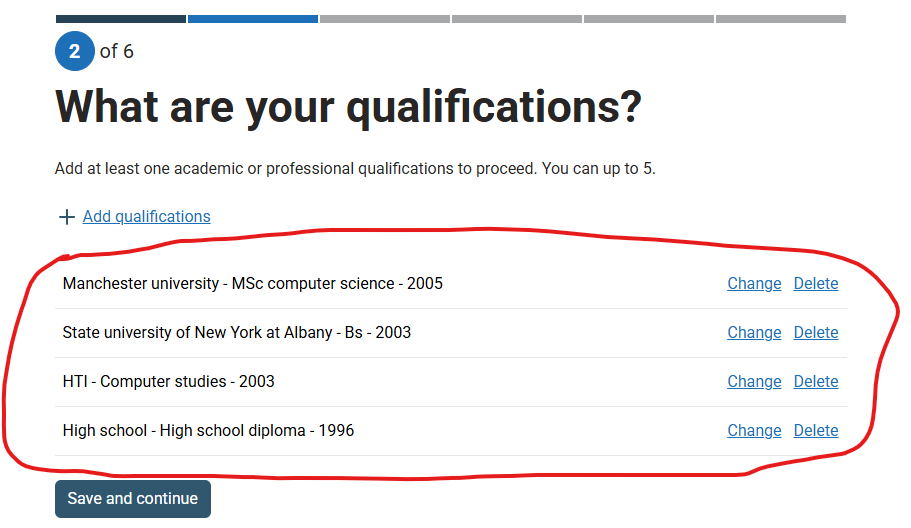 2 of 6
What are your qualifications?
Add at least one academic or professional qualifications to proceed. You can up to 5.
+ Add qualifications
Manchester university - MSc computer science - 2005 Change Delete
State university of New York at Albany - Bs - 2003 Change Delete
HTI - Computer studies - 2003 Change Delete
High school - High school diploma - 1996 Change Delete
Save and continue